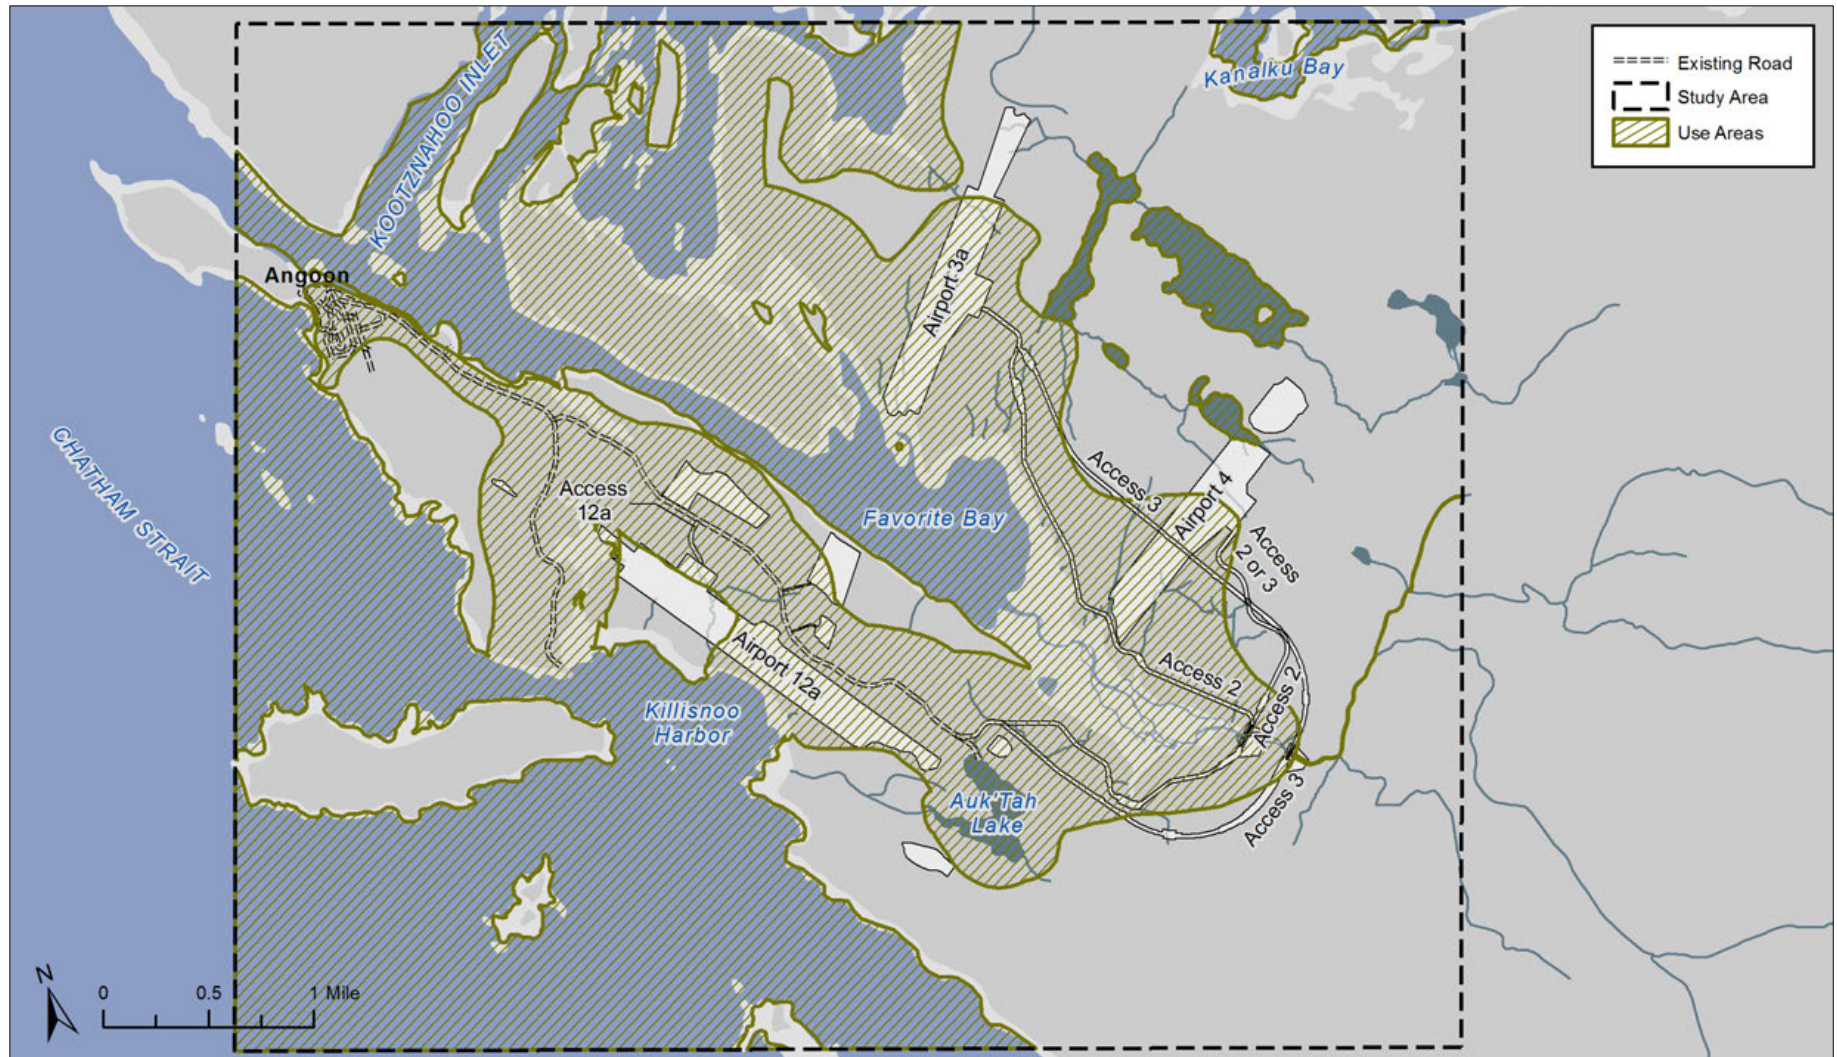 Existing Road
Study Area
Use Areas
Kanalku Bay
KOOTZNAHOO INLET
Angoon
Airport 3a
CHATHAM STRAIT
Access
12a
Favorite Bay
Access 3
Airport 4
Access
2 or 3
Airport 12a
Access 2
Access 2
Killisnoo
Harbor
Auk'Tah
Lake
Access 3
N
0
0.5
1 Mile